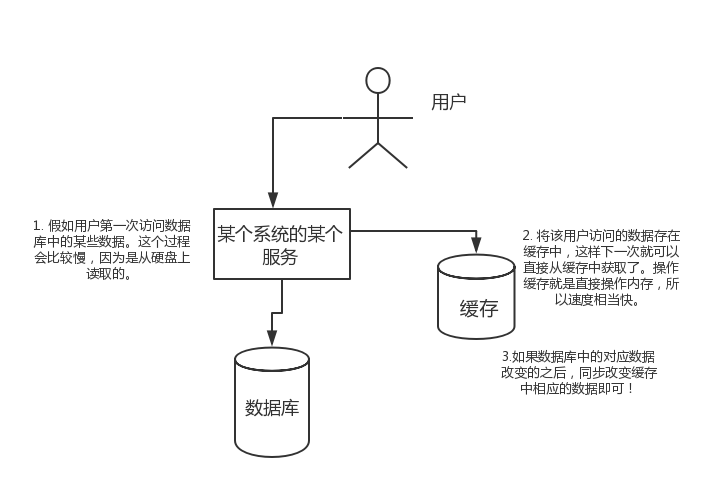 用户
1. 假如用户第一次访问数据
库中的某些数据。这个过程
会比较慢，因为是从硬盘上
读取的。
某个系统的某个
服务
2. 将该用户访问的数据存在
缓存中，这样下一次就可以
直接从缓存中获取了。操作
缓存就是直接操作内存，所
以速度相当快。
缓存
3.如果数据库中的对应数据
改变的之后，同步改变缓存
中相应的数据即可！
数据库